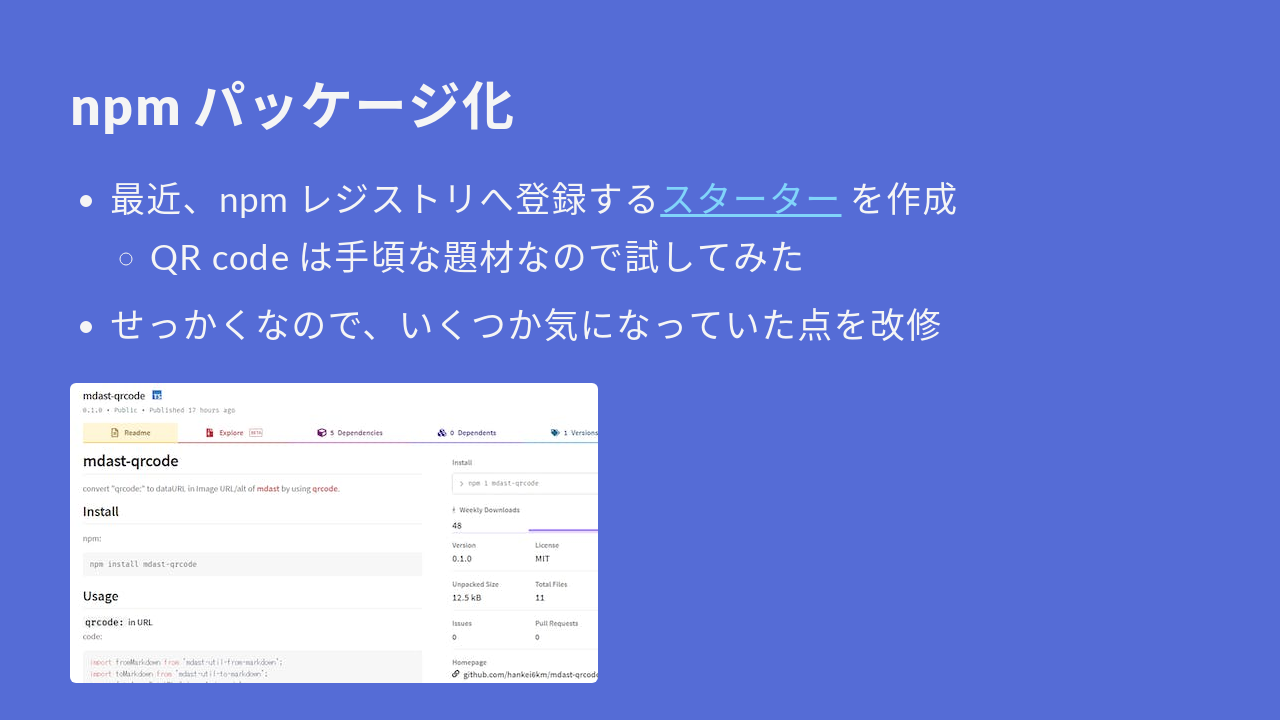 npm パッケージ化
最近、npm レジストリへ登録するスターター を作成
QR code は手頃な題材なので試してみた
せっかくなので、いくつか気になっていた点を改修
mdast-qrcode TS
0.1.0 • Public • Published 17 hours ago
Readme Explore BETA 5 Dependencies 0 Dependents 1 Versions
mdast-qrcode
convert "qrcode:" to dataURL in Image URL/alt of mdast by using qrcode.
Install
npm:
npm install mdast-qrcode
Usage
qrcode: in URL
code:
import fromMarkdown from 'mdast-util-from-markdown';
import toMarkdown from 'mdast-util-to-markdown';
Install
npm i mdast-qrcode
Weekly Downloads
48
Version License
0.1.0 MIT
Unpacked Size Total Files
12.5 kB 11
Issues Pull Requests
0 0
Homepage
github.com/hankei6km/mdast-qrcode